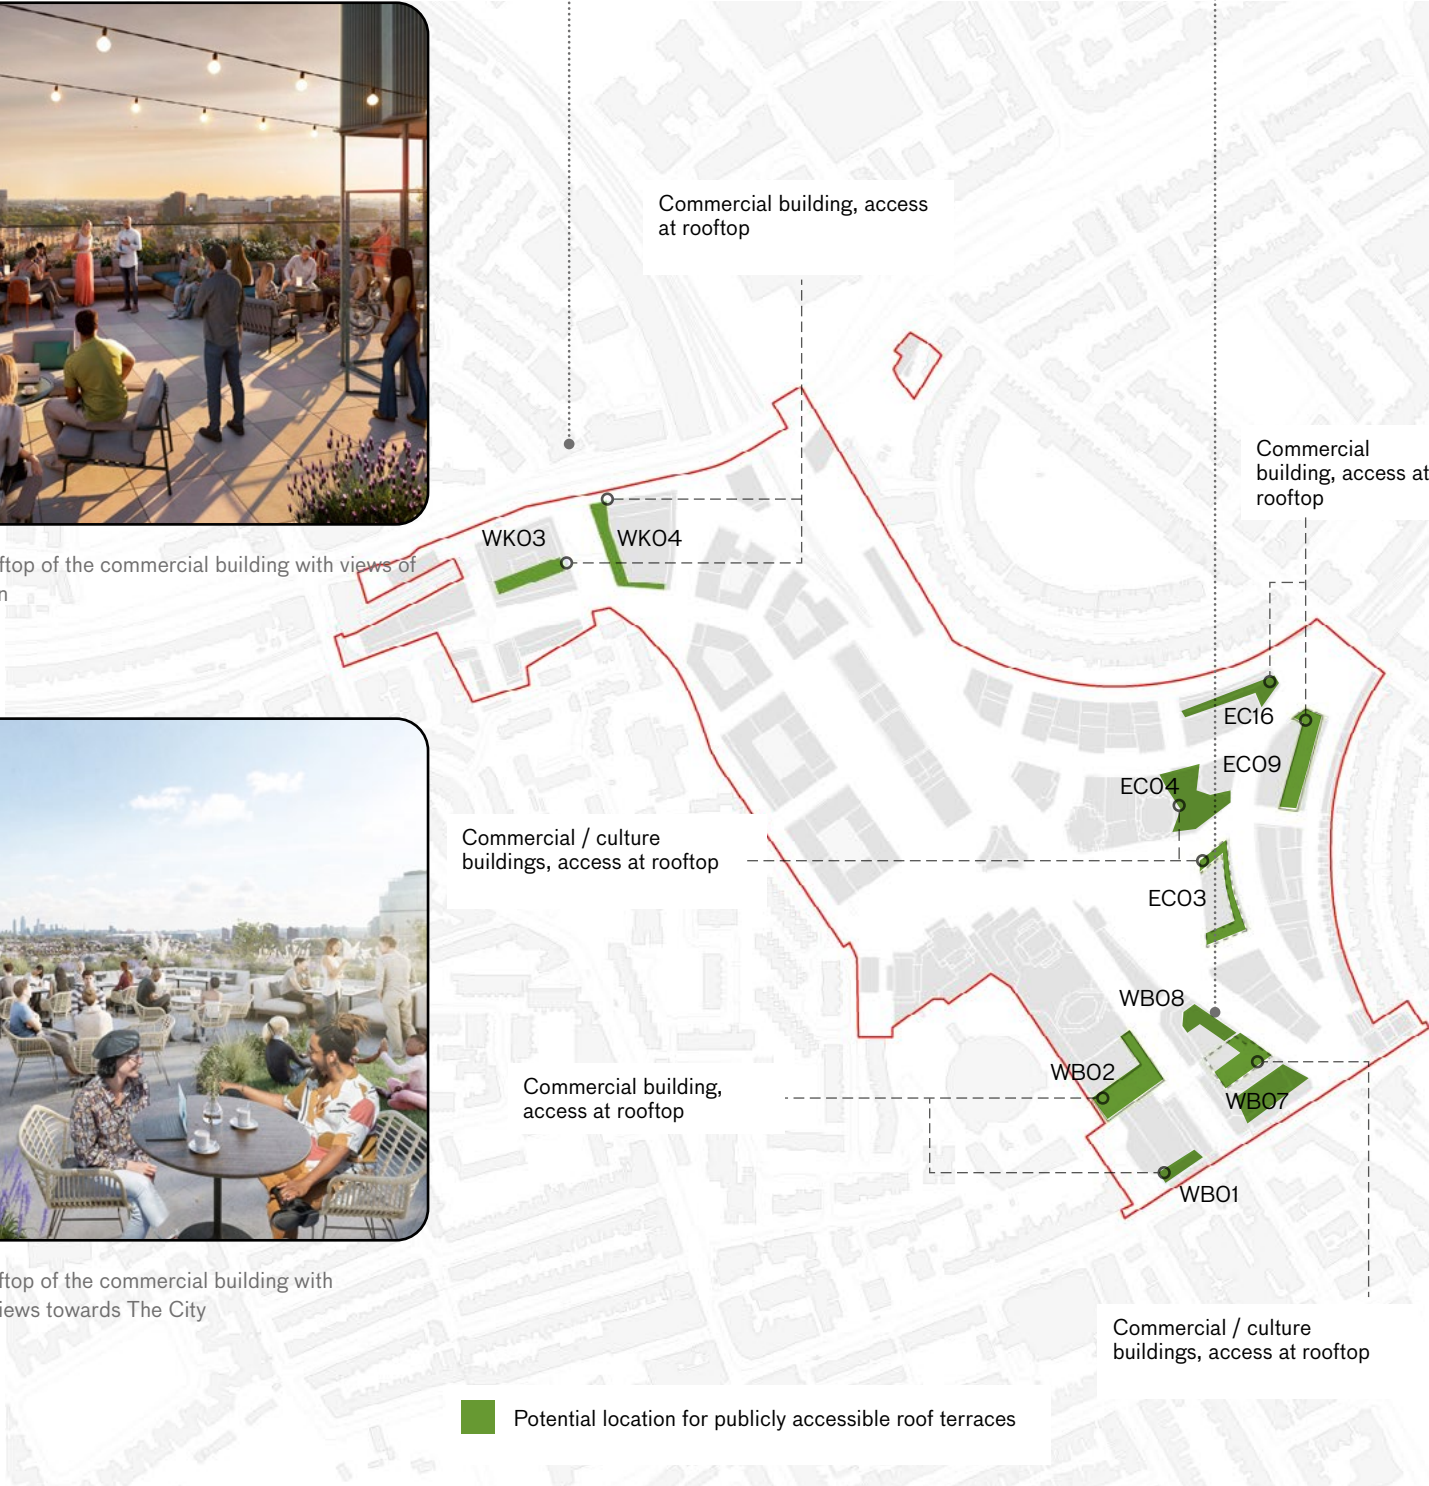 Commercial building, access
at rooftop
Commercial
building, access at
rooftop
WK03
WK04
ftop of the commercial building with views of
n
EC16
EC09
EC04
Commercial / culture
buildings, access at rooftop
EC03
WB08
WB02
Commercial building,
access at rooftop
WB07
WB01
ftop of the commercial building with
iews towards The City
Commercial / culture
buildings, access at rooftop
Potential location for publicly accessible roof terraces